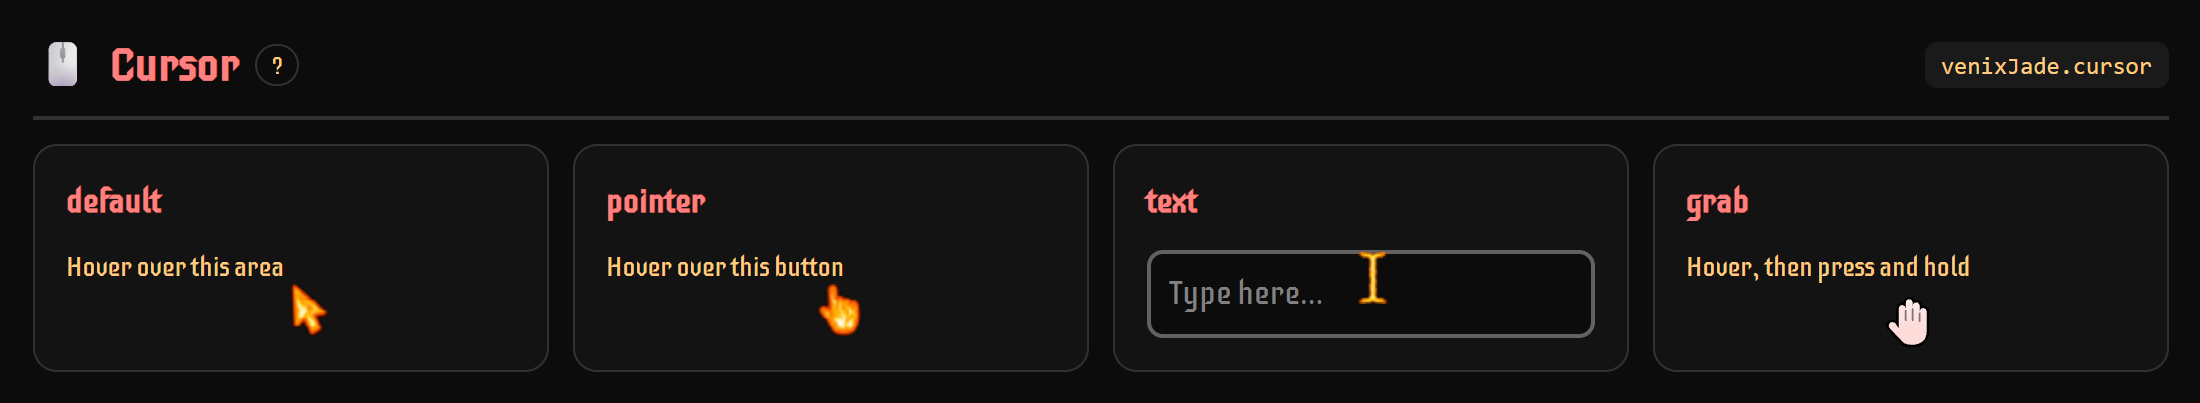 Cursor ?
venixJade.cursor
default
Hover over this area
pointer
Hover over this button
text
Type here...
grab
Hover, then press and hold